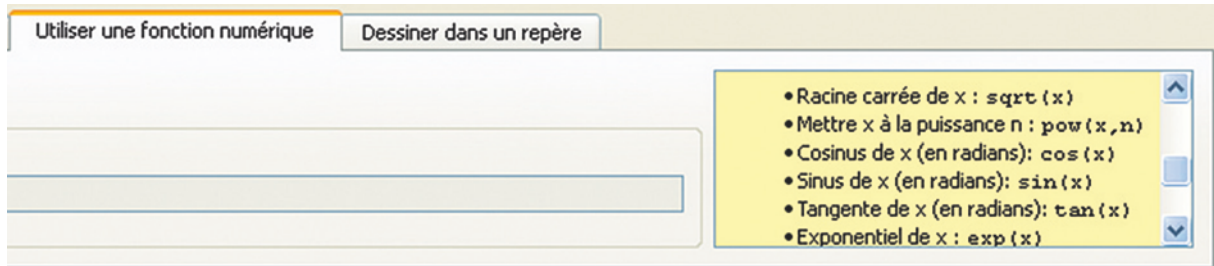 Utiliser une fonction numérique
Dessiner dans un repère
• Racine carrée de x : sqrt(x)
• Mettre x à la puissance n : pow(x,n)
• Cosinus de x (en radians): cos(x)
• Sinus de x (en radians): sin(x)
• Tangente de x (en radians): tan(x)
• Exponentiel de x : exp(x)